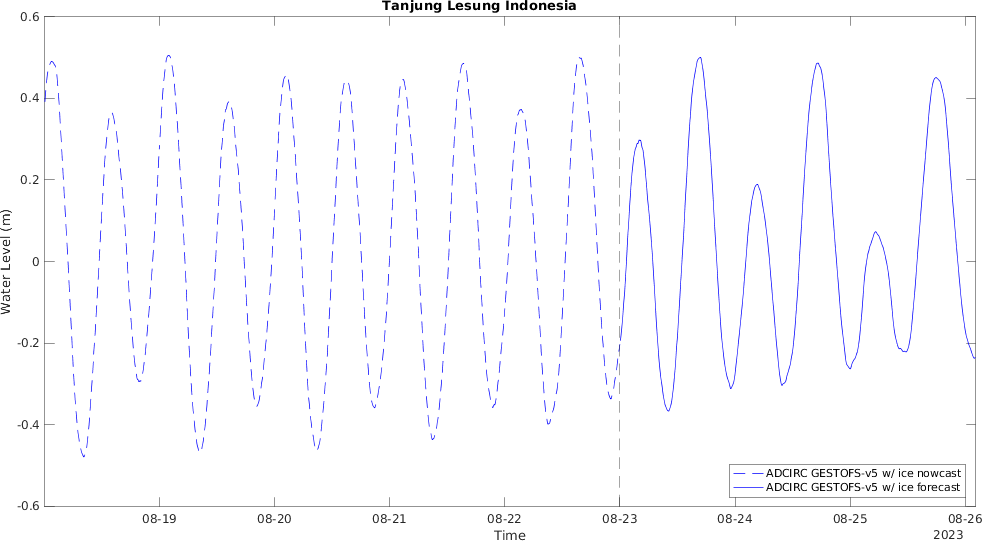 Tanjung Lesung Indonesia
Water Level (m)
0.6
0.4
0.2
0
-0.2
-0.4
-0.6
ADCIRC GESTOFS-v5 w/ ice nowcast
ADCIRC GESTOFS-v5 w/ ice forecast
08-19 08-20 08-21 08-22 08-23 08-24 08-25 08-26
Time
2023